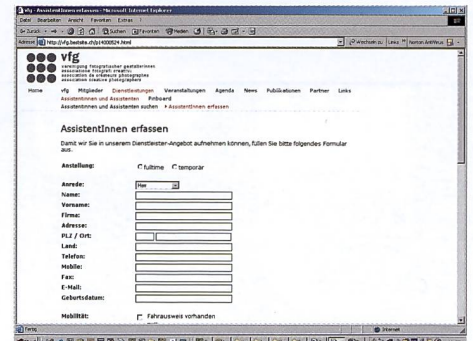 vfg - AssistentInnen erfassen - Microsoft Internet Explorer
Datei Bearbeiten Ansicht Favoriten Extras ?
Zurück Suchen Favoriten Medien
Adresse http://vfg.bestsite.ch/p14000524.html Wechseln zu Links Norton AntiVirus
vfg
vereinigung fotografischer gestalterInnen
associazione fotografi creativi
association de créateurs photographes
association creative photographers
Home vfg Mitglieder Dienstleistungen Veranstaltungen Agenda News Publikationen Partner Links
Assistentinnen und Assistenten Pinboard
Assistentinnen und Assistenten suchen AssistentInnen erfassen
AssistentInnen erfassen
Damit wir Sie in unserem Dienstleister-Angebot aufnehmen können, füllen Sie bitte folgendes Formular
aus.
Anstellung: fulltime temporär
Anrede: Herr
Name:
Vorname:
Firma:
Adresse:
PLZ / Ort:
Land:
Telefon:
Mobile:
Fax:
E-Mail:
Geburtsdatum:
Mobilität: Fahrausweis vorhanden
Fertig Internet